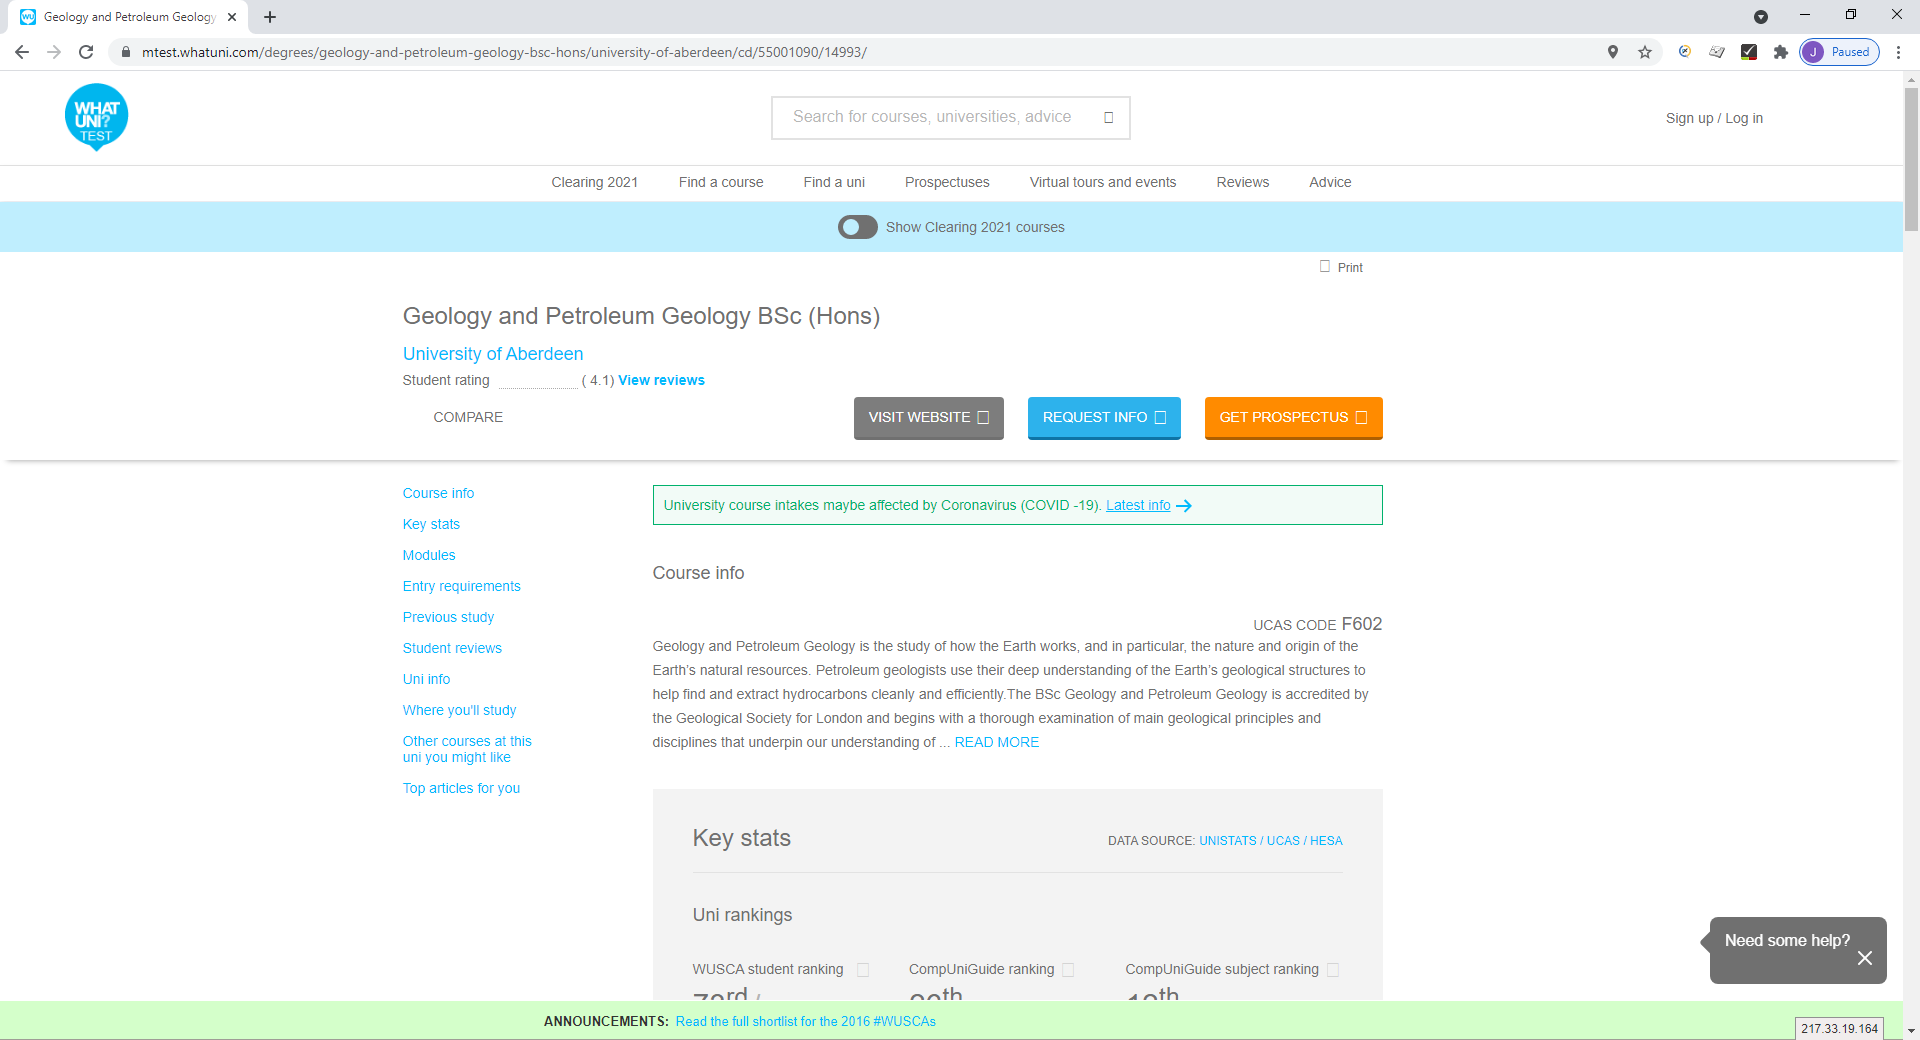 Geology and Petroleum Geology
mtest.whatuni.com/degrees/geology-and-petroleum-geology-bsc-hons/university-of-aberdeen/cd/55001090/14993/
J Paused
WHAT
UNI?
TEST
Search for courses, universities, advice
Sign up / Log in
Clearing 2021 Find a course Find a uni Prospectuses Virtual tours and events Reviews Advice
Show Clearing 2021 courses
Print
Geology and Petroleum Geology BSc (Hons)
University of Aberdeen
Student rating ( 4.1) View reviews
COMPARE VISIT WEBSITE REQUEST INFO GET PROSPECTUS
Course info
Key stats
Modules
Entry requirements
Previous study
Student reviews
Uni info
Where you'll study
Other courses at this
uni you might like
Top articles for you
University course intakes maybe affected by Coronavirus (COVID -19). Latest info
Course info
UCAS CODE F602
Geology and Petroleum Geology is the study of how the Earth works, and in particular, the nature and origin of the
Earth’s natural resources. Petroleum geologists use their deep understanding of the Earth’s geological structures to
help find and extract hydrocarbons cleanly and efficiently.The BSc Geology and Petroleum Geology is accredited by
the Geological Society for London and begins with a thorough examination of main geological principles and
disciplines that underpin our understanding of ... READ MORE
Key stats
DATA SOURCE: UNISTATS / UCAS / HESA
Uni rankings
WUSCA student ranking CompUniGuide ranking CompUniGuide subject ranking
Need some help?
ANNOUNCEMENTS: Read the full shortlist for the 2016 #WUSCAs
217.33.19.164